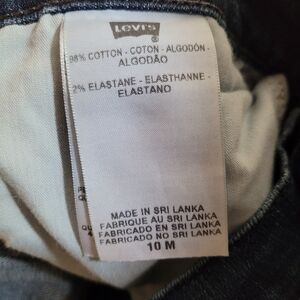 Levi's
98% COTTON - COTON - ALGODÓN -
ALGODÃO
2% ELASTANE - ELASTHANNE -
ELASTANO
MADE IN SRI LANKA
FABRIQUE AU SRI LANKA
FABRICADO EN SRI LANKA
FABRICADO NO SRI LANKA
10 M